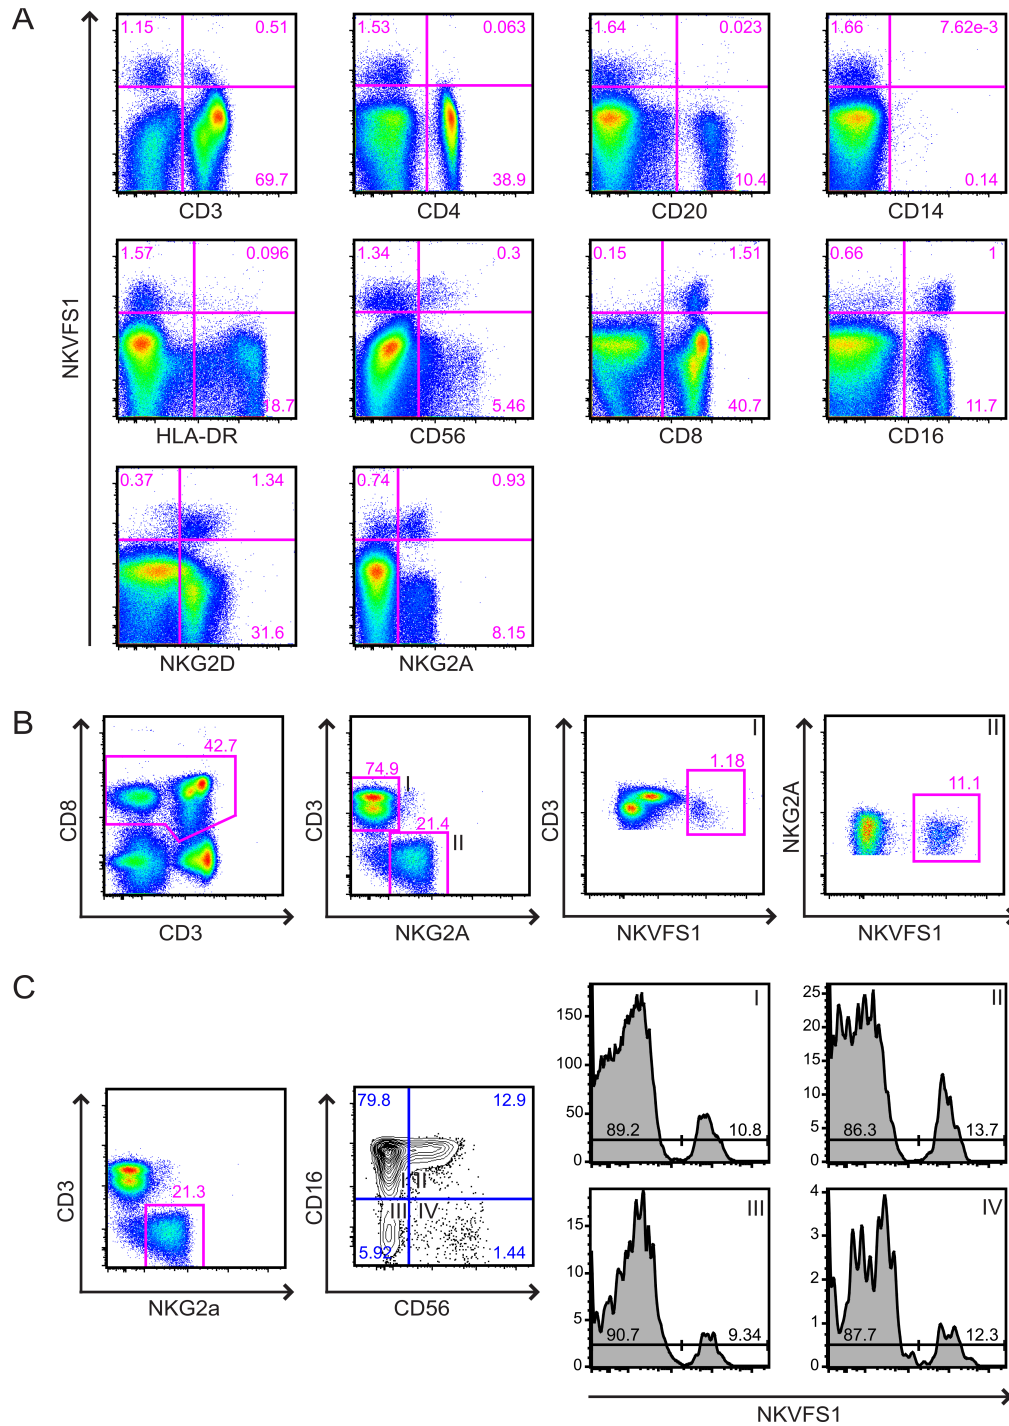 A
NKVFS1
1.15 0.51
69.7
CD3
1.53 0.063
38.9
CD4
1.64 0.023
10.4
CD20
1.66 7.62e-3
0.14
CD14
1.57 0.096
18.7
HLA-DR
1.34 0.3
5.46
CD56
0.15 1.51
40.7
CD8
0.66 1
11.7
CD16
0.37 1.34
31.6
NKG2D
0.74 0.93
8.15
NKG2A
B
CD8
42.7
CD3
CD3
74.9 I
21.4 II
NKG2A
CD3
I
1.18
NKVFS1
NKG2A
II
11.1
NKVFS1
C
CD3
21.3
NKG2a
CD16
79.8 12.9
I II
III IV
5.92 1.44
CD56
I
150
100
50
0
89.2 10.8
II
25
20
15
10
5
0
86.3 13.7
III
15
10
5
0
90.7 9.34
IV
4
3
2
1
0
87.7 12.3
NKVFS1